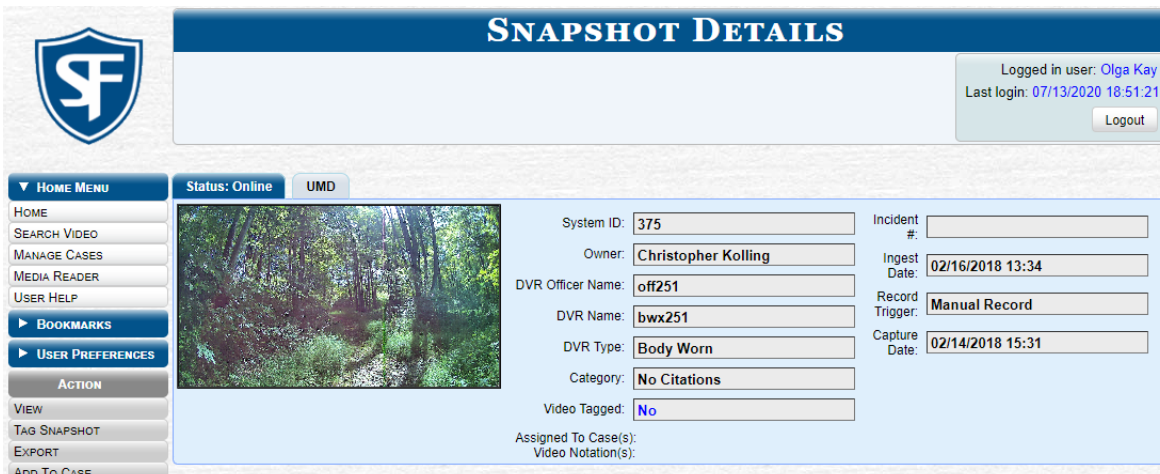 SNAPSHOT DETAILS
SF
Logged in user: Olga Kay
Last login: 07/13/2020 18:51:21
Logout
▼ HOME MENU
HOME
SEARCH VIDEO
MANAGE CASES
MEDIA READER
USER HELP
► BOOKMARKS
► USER PREFERENCES
ACTION
VIEW
TAG SNAPSHOT
EXPORT
ADD TO CASE
Status: Online
UMD
System ID: 375
Owner: Christopher Kolling
DVR Officer Name: off251
DVR Name: bwx251
DVR Type: Body Worn
Category: No Citations
Video Tagged: No
Assigned To Case(s):
Video Notation(s):
Incident
#:
Ingest
Date: 02/16/2018 13:34
Record
Trigger: Manual Record
Capture
Date: 02/14/2018 15:31